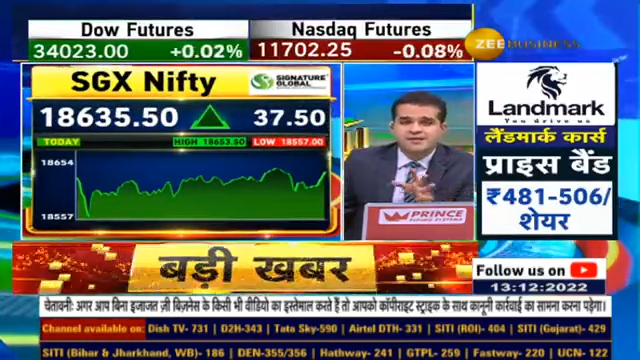 Dow Futures
34023.00 +0.02%
Nasdaq Futures
11702.25 -0.08%
ZEE BUSINESS
SGX Nifty
SIGNATURE GLOBAL
18635.50 37.50
TODAY HIGH 18653.50 LOW 18557.00
18654
18557
PRINCE
Landmark
You drive us
लैंडमार्क कार्स
प्राइस बैंड
₹481-506/
शेयर
बड़ी खबर
Follow us on
13:12:2022
चेतावनी: अगर आप बिना इजाजत ज़ी बिज़नेस के किसी भी वीडियो का इस्तेमाल करते हैं तो आपको कॉपीराइट स्ट्राइक के साथ कानूनी कार्रवाई का सामना करना पड़ेगा.
Channel available on: Dish TV- 731 | D2H-343 | Tata Sky-590 | Airtel DTH- 331 | SITI (ROI) - 404 | SITI (Gujarat) - 429
SITI (Bihar & Jharkhand, WB)- 186 | DEN-355/356 | Hathway- 241 | GTPL- 259 | Fastway- 220 | UCN- 122